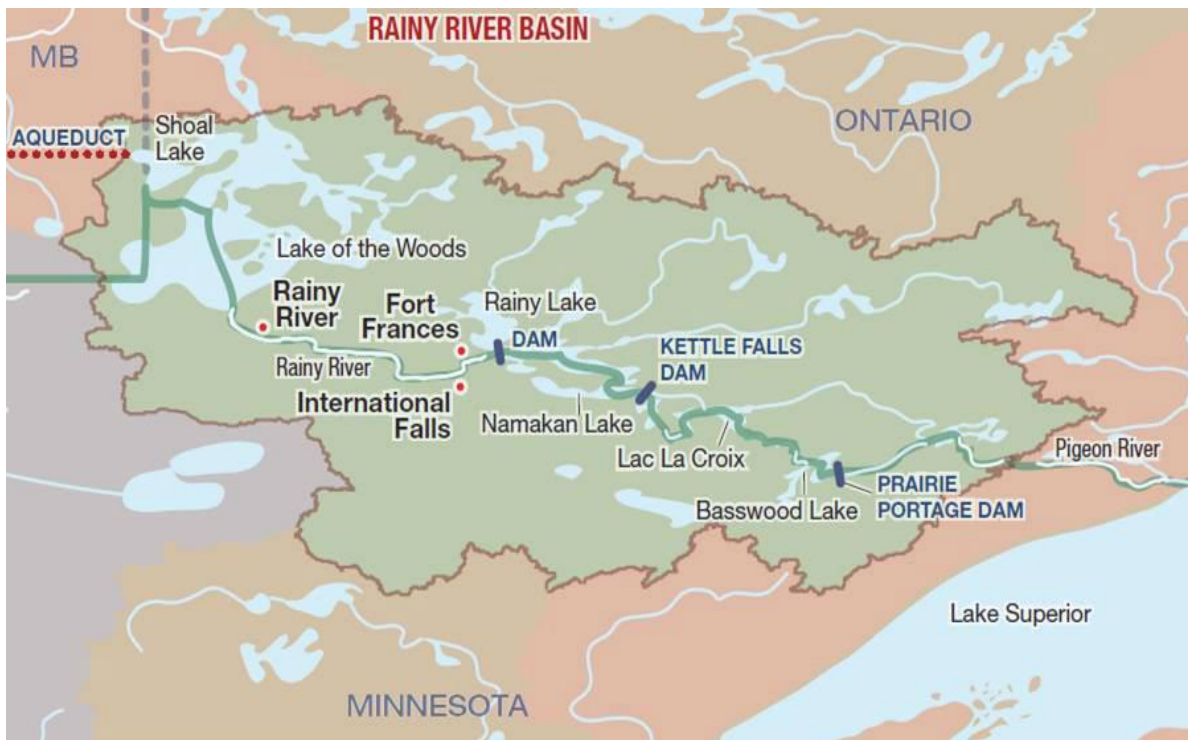 RAINY RIVER BASIN
MB
ONTARIO
AQUEDUCT
Shoal
Lake
Lake of the Woods
Rainy
River
Fort
Frances
Rainy Lake
DAM
KETTLE FALLS
DAM
Rainy River
International
Falls
Namakan Lake
Lac La Croix
Pigeon River
Basswood Lake
PRAIRIE
PORTAGE DAM
Lake Superior
MINNESOTA